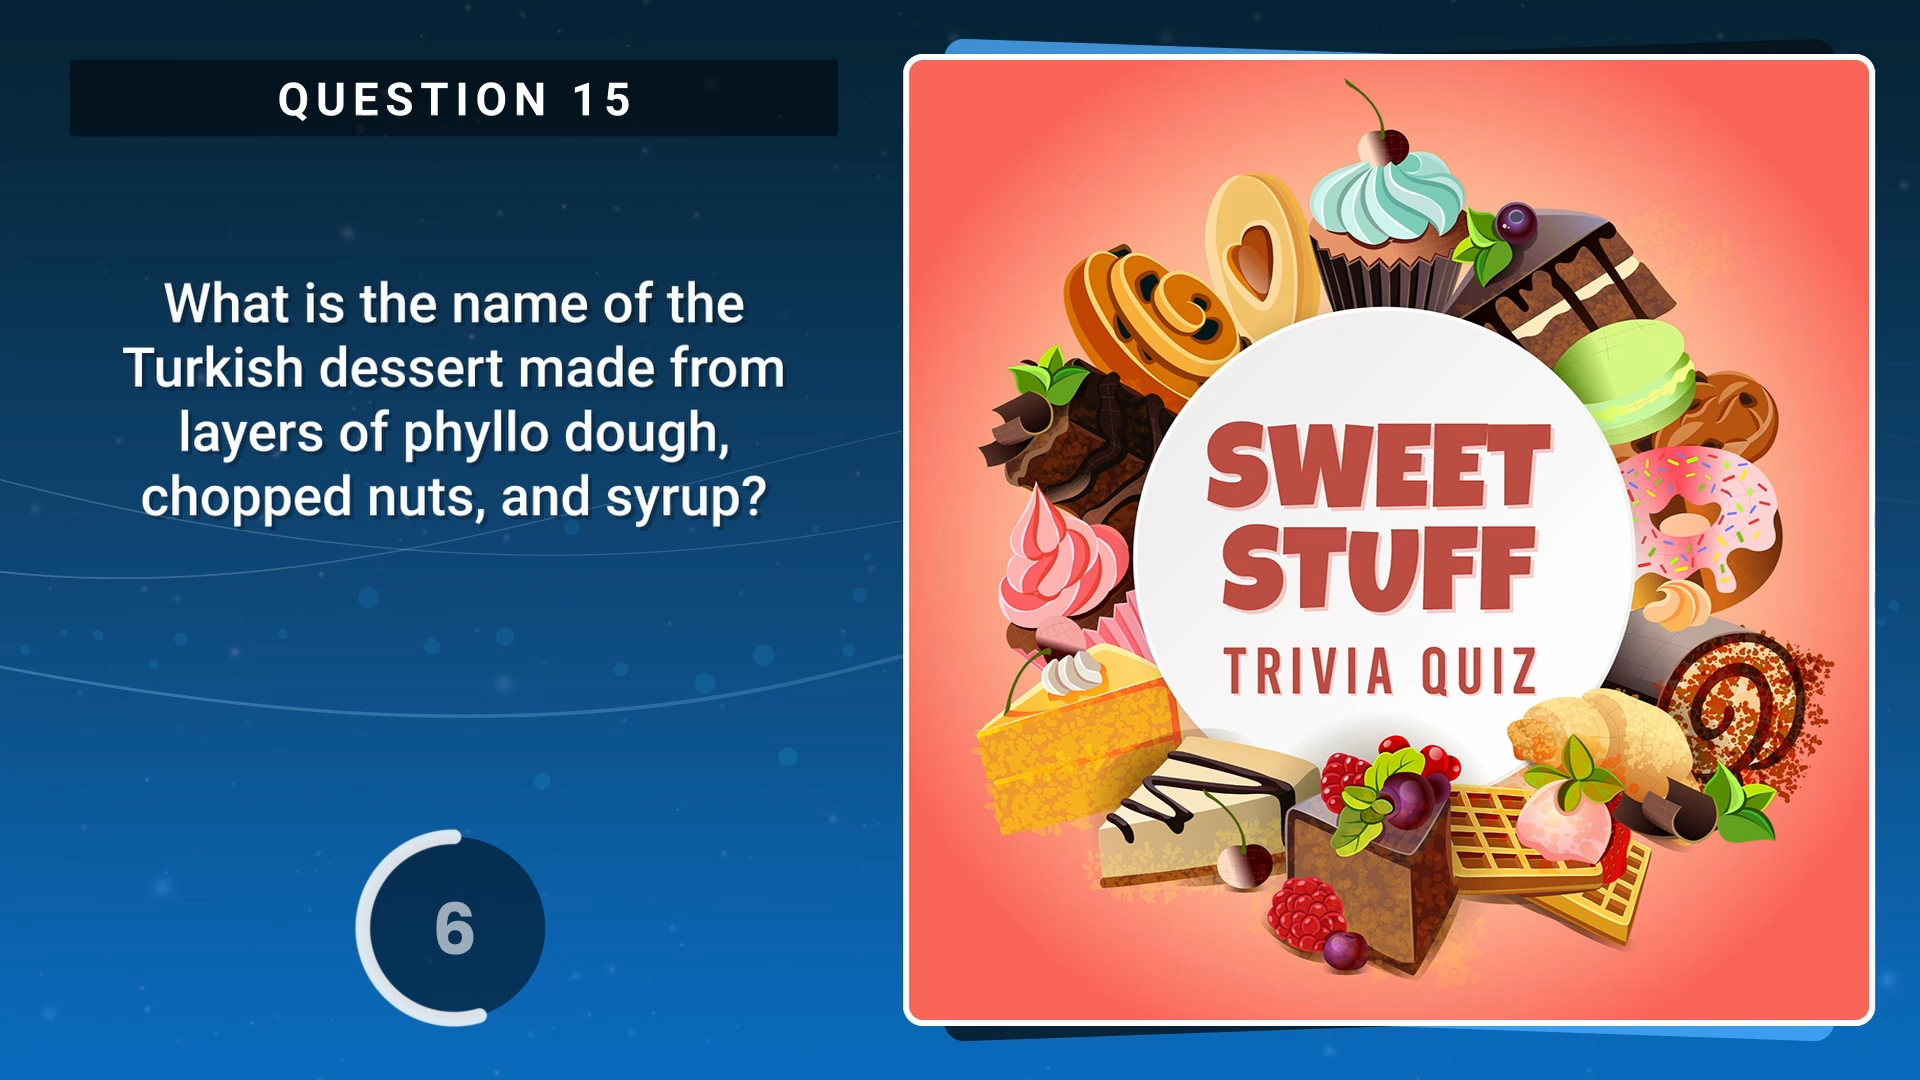 QUESTION 15
What is the name of the
Turkish dessert made from
layers of phyllo dough,
chopped nuts, and syrup?
6
SWEET
STUFF
TRIVIA QUIZ